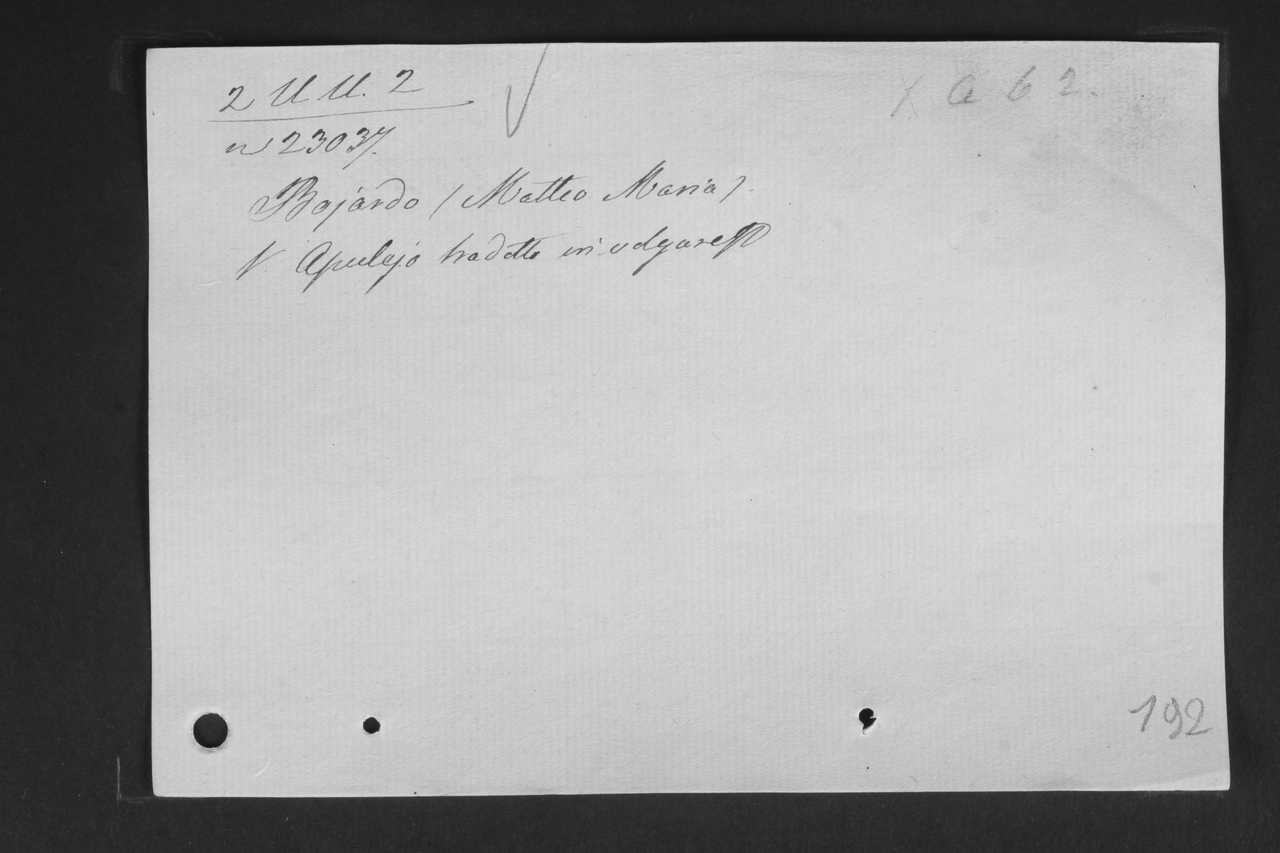 2 U U. 2
X a 6 2.
n 23037.
Bojardo (Matteo Maria).
V. Apulejo tradotto in volgare
192